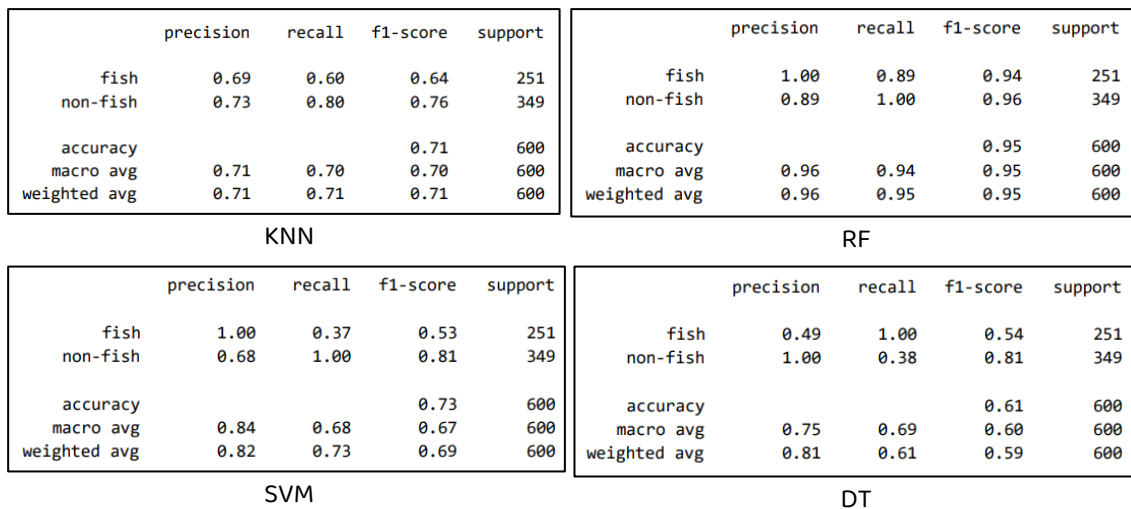 precision recall f1-score support
fish 0.69 0.60 0.64 251
non-fish 0.73 0.80 0.76 349
accuracy 0.71 600
macro avg 0.71 0.70 0.70 600
weighted avg 0.71 0.71 0.71 600
KNN
precision recall f1-score support
fish 1.00 0.89 0.94 251
non-fish 0.89 1.00 0.96 349
accuracy 0.95 600
macro avg 0.96 0.94 0.95 600
weighted avg 0.96 0.95 0.95 600
RF
precision recall f1-score support
fish 1.00 0.37 0.53 251
non-fish 0.68 1.00 0.81 349
accuracy 0.73 600
macro avg 0.84 0.68 0.67 600
weighted avg 0.82 0.73 0.69 600
SVM
precision recall f1-score support
fish 0.49 1.00 0.54 251
non-fish 1.00 0.38 0.81 349
accuracy 0.61 600
macro avg 0.75 0.69 0.60 600
weighted avg 0.81 0.61 0.59 600
DT